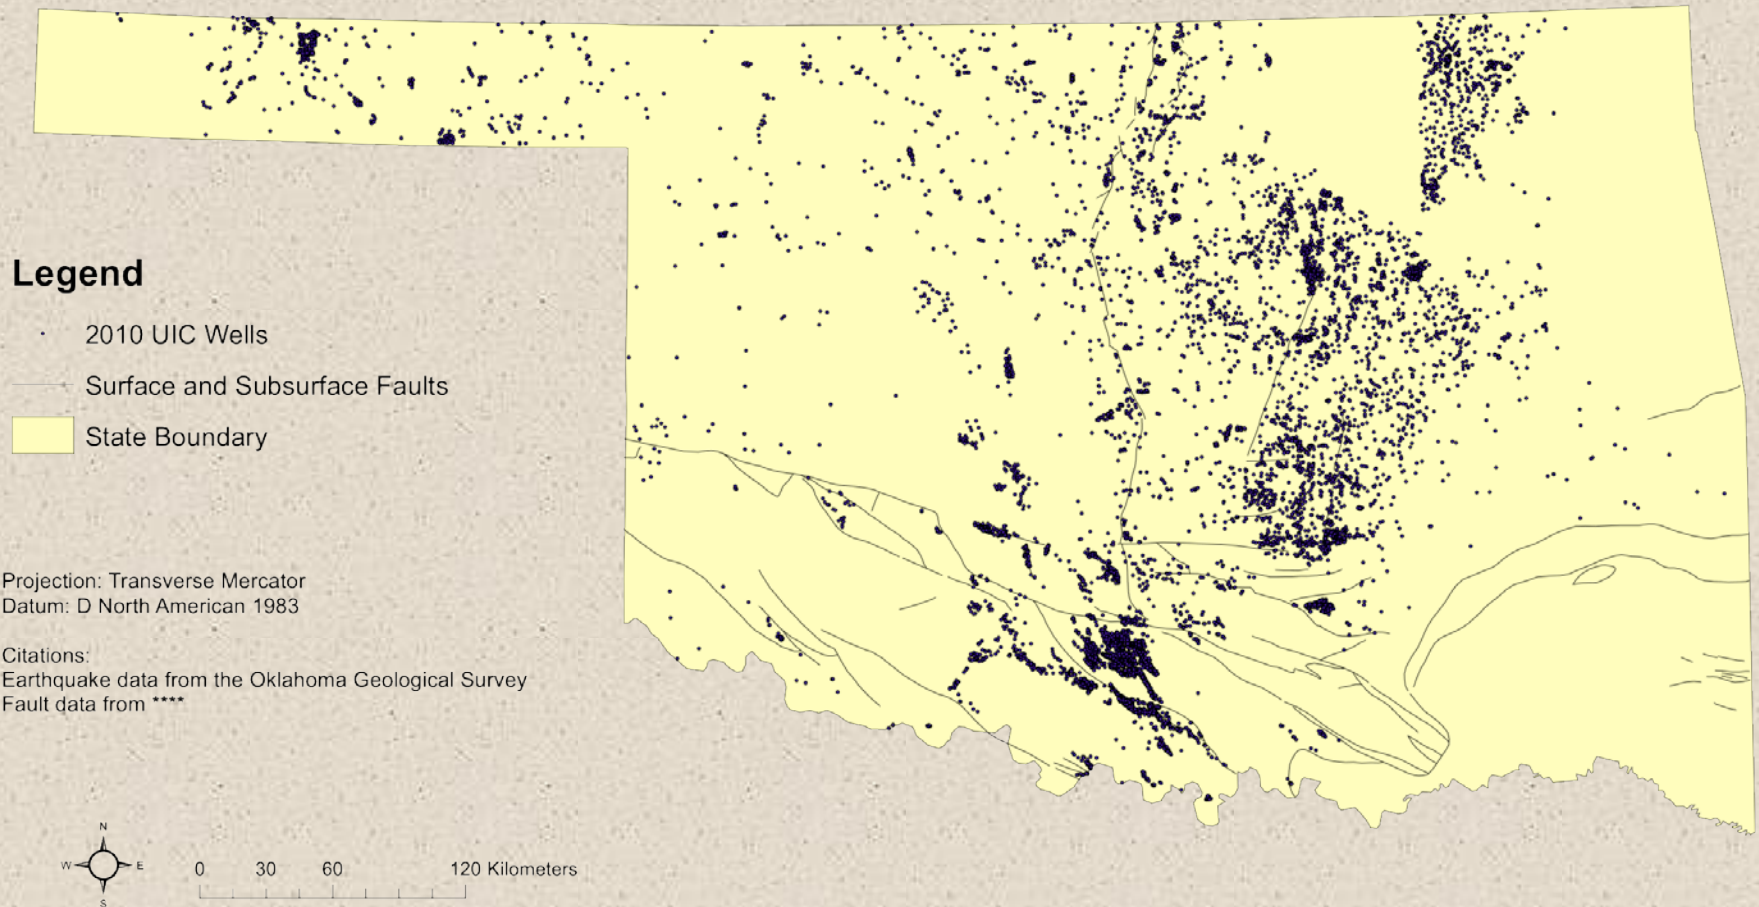 Legend
2010 UIC Wells
Surface and Subsurface Faults
State Boundary
Projection: Transverse Mercator
Datum: D North American 1983
Citations:
Earthquake data from the Oklahoma Geological Survey
Fault data from ****
N
W E
S
0 30 60 120 Kilometers